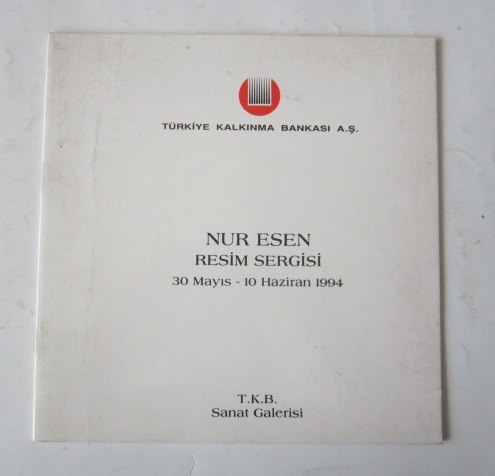 TÜRKİYE KALKINMA BANKASI A.Ş.
NUR ESEN
RESİM SERGİSİ
30 Mayıs - 10 Haziran 1994
T.K.B.
Sanat Galerisi